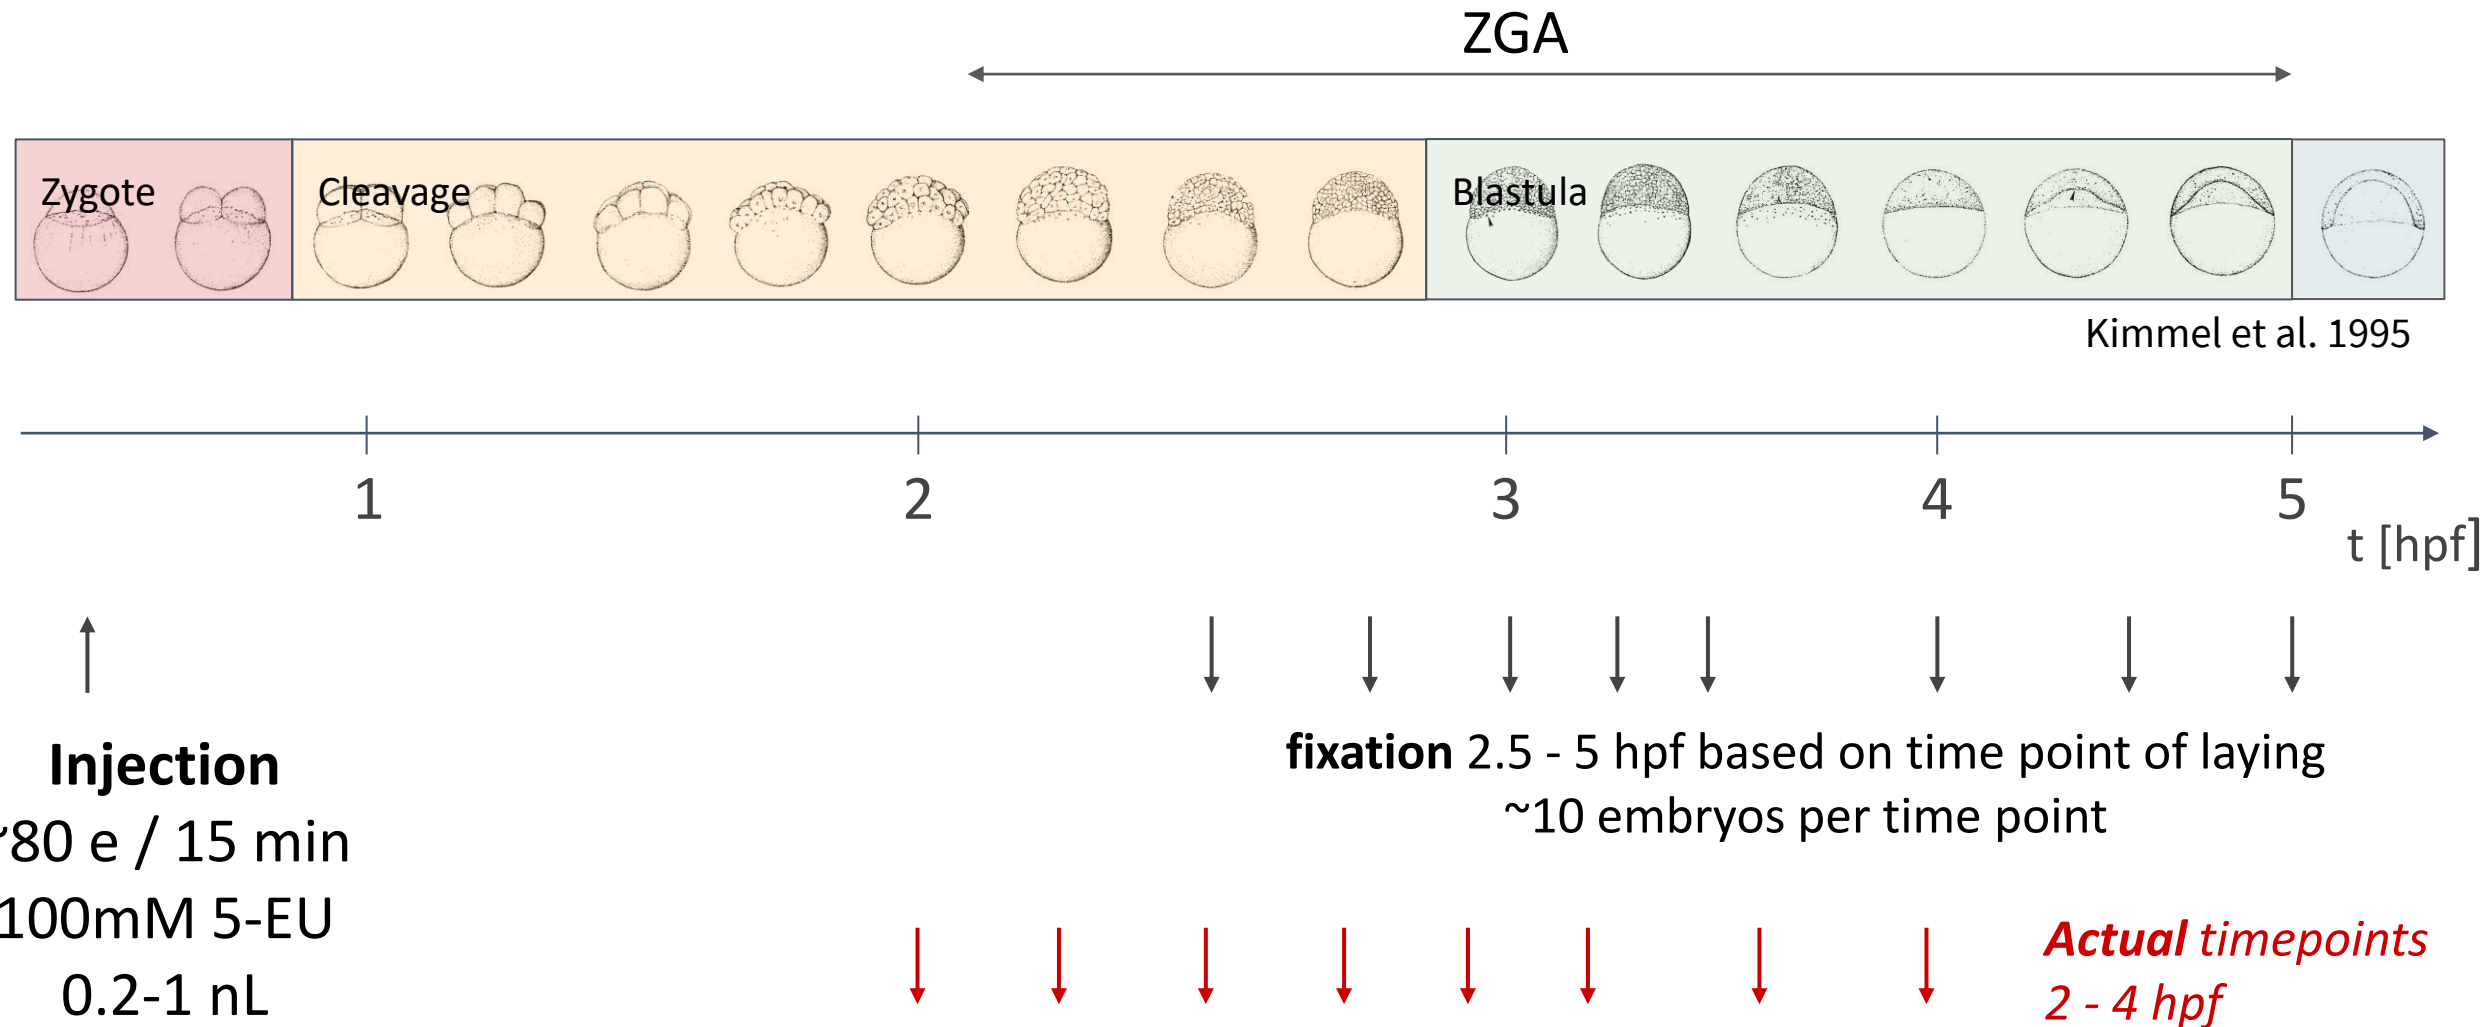 ZGA
Zygote
Cleavage
Blastula
Kimmel et al. 1995
1
2
3
4
5
t [hpf]
Injection
~80 e / 15 min
100mM 5-EU
0.2-1 nL
fixation 2.5 - 5 hpf based on time point of laying
~10 embryos per time point
Actual timepoints
2 - 4 hpf